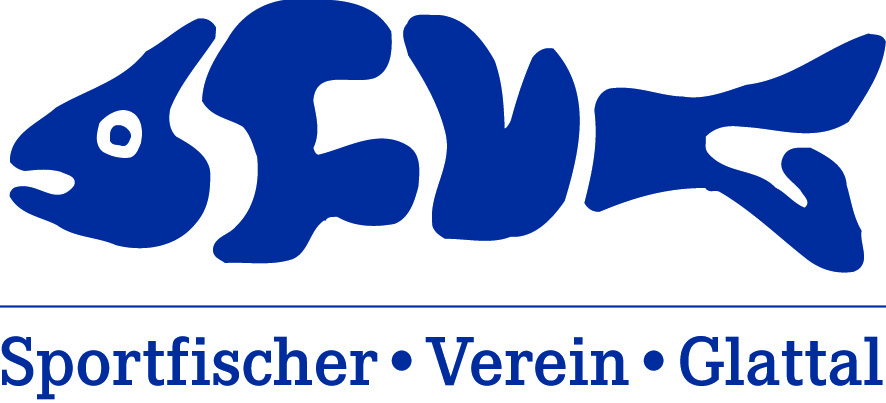 SFVG
Sportfischer • Verein • Glattal